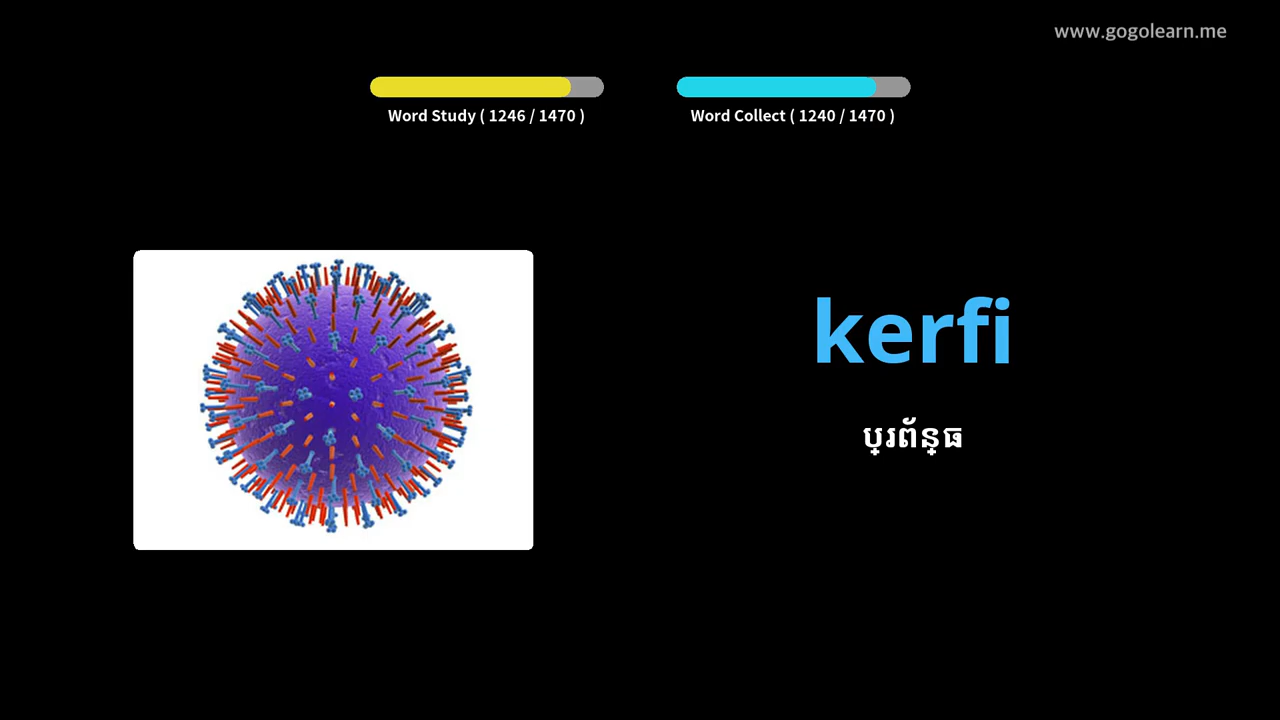 www.gogolearn.me
Word Study ( 1246 / 1470 )
Word Collect ( 1240 / 1470 )
kerfi
ប្រព័ន្ធ